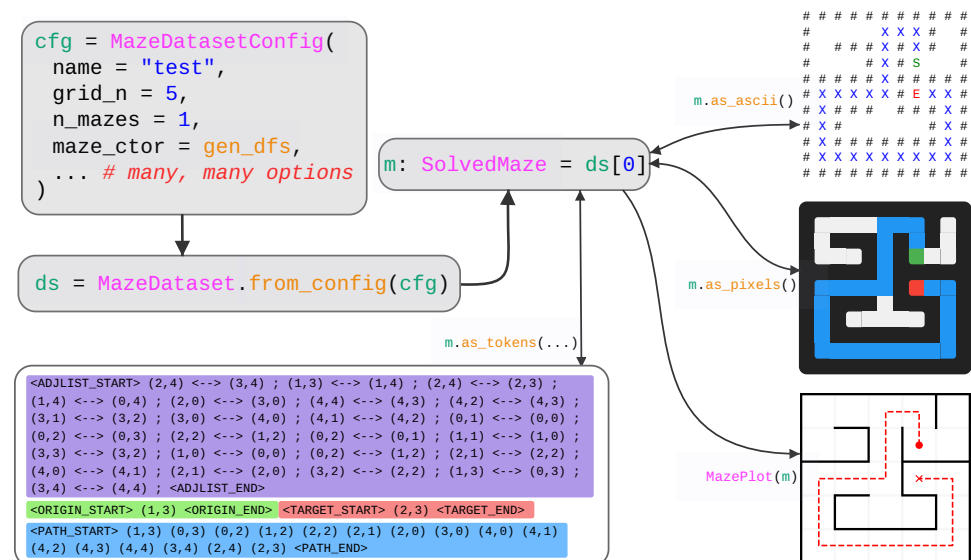 cfg = MazeDatasetConfig(
name = "test",
grid_n = 5,
n_mazes = 1,
maze_ctor = gen_dfs,
... # many, many options
)
ds = MazeDataset.from_config(cfg)
m: SolvedMaze = ds[0]
m.as_ascii()
# # # # # # # # # # #
#         X X X #   #
#   # # # X # X #   #
#       # X # S     #
# # # # # X # # # # #
# X X X X X # E X X #
# X # # #   # # # X #
# X #           # X #
# X # # # # # # # X #
# X X X X X X X X X #
# # # # # # # # # # #
m.as_pixels()
m.as_tokens(...)
MazePlot(m)
<ADJLIST_START> (2,4) <--> (3,4) ; (1,3) <--> (1,4) ; (2,4) <--> (2,3) ;
(1,4) <--> (0,4) ; (2,0) <--> (3,0) ; (4,4) <--> (4,3) ; (4,2) <--> (4,3) ;
(3,1) <--> (3,2) ; (3,0) <--> (4,0) ; (4,1) <--> (4,2) ; (0,1) <--> (0,0) ;
(0,2) <--> (0,3) ; (2,2) <--> (1,2) ; (0,2) <--> (0,1) ; (1,1) <--> (1,0) ;
(3,3) <--> (3,2) ; (1,0) <--> (0,0) ; (0,2) <--> (1,2) ; (2,1) <--> (2,2) ;
(4,0) <--> (4,1) ; (2,1) <--> (2,0) ; (3,2) <--> (2,2) ; (1,3) <--> (0,3) ;
(3,4) <--> (4,4) ; <ADJLIST_END>
<ORIGIN_START> (1,3) <ORIGIN_END> <TARGET_START> (2,3) <TARGET_END>
<PATH_START> (1,3) (0,3) (0,2) (1,2) (2,2) (2,1) (2,0) (3,0) (4,0) (4,1)
(4,2) (4,3) (4,4) (3,4) (2,4) (2,3) <PATH_END>